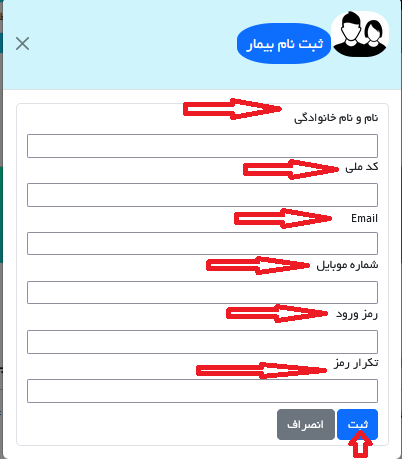 ثبت نام بیمار
نام و نام خانوادگی
کد ملی
Email
شماره موبایل
رمز ورود
تکرار رمز
ثبت انصراف